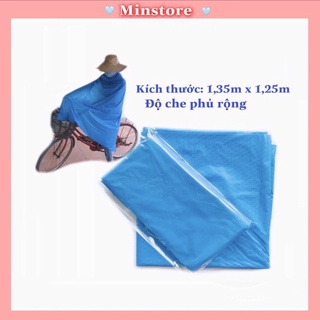 Minstore
Kích thước: 1,35m x 1,25m
Độ che phủ rộng